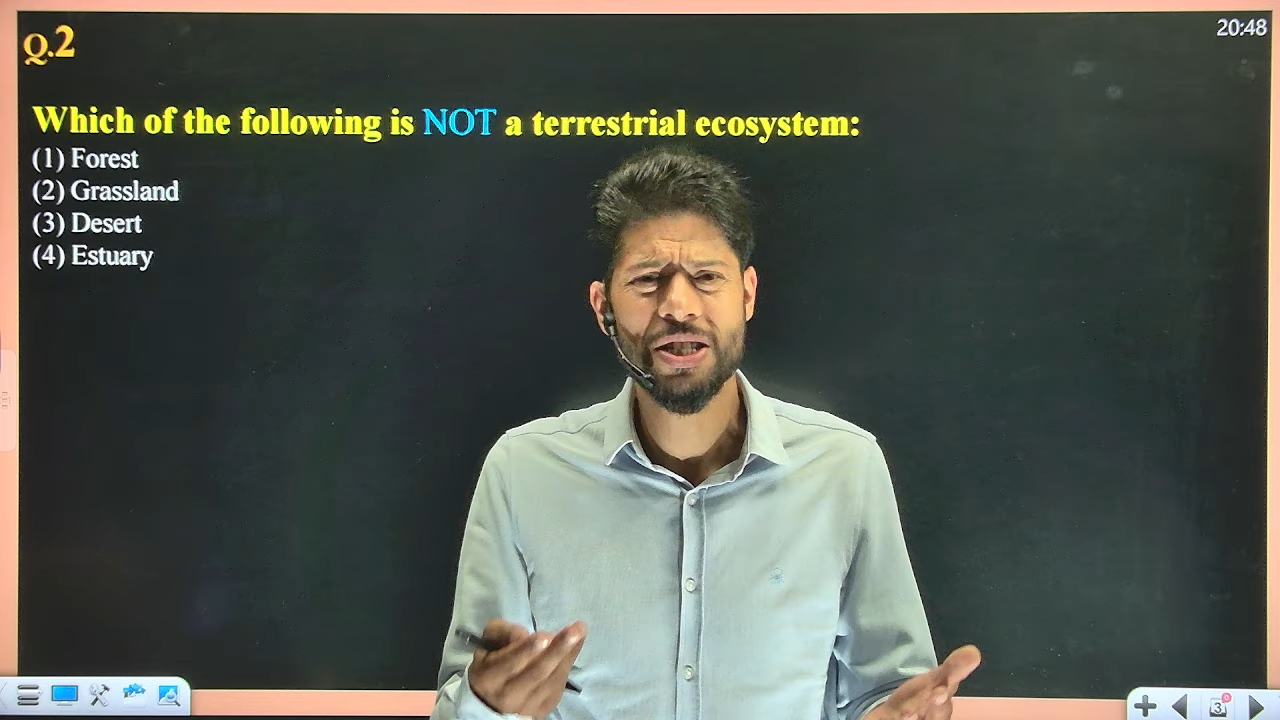 Q.2
20:48
Which of the following is NOT a terrestrial ecosystem:
(1) Forest
(2) Grassland
(3) Desert
(4) Estuary
3